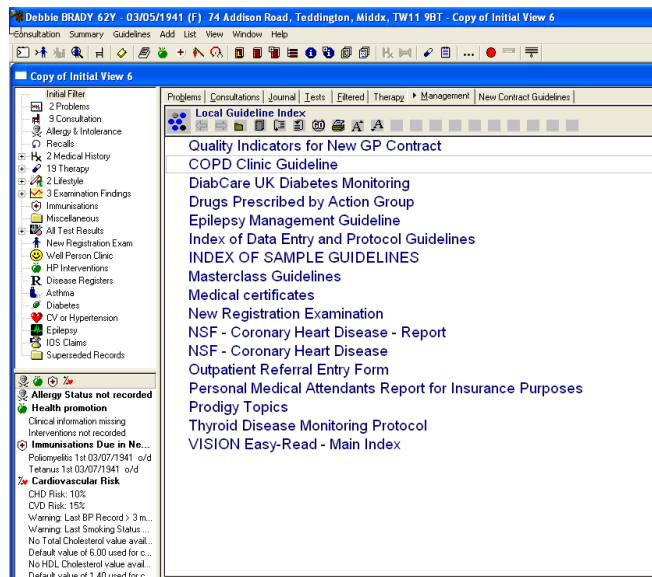 Debbie BRADY 62Y - 03/05/1941 (F) 74 Addison Road, Teddington, Middx, TW11 9BT - Copy of Initial View 6
Consultation Summary Guidelines Add List View Window Help
Copy of Initial View 6
Initial Filter
2 Problems
9 Consultation
Allergy & Intolerance
Recalls
2 Medical History
19 Therapy
2 Lifestyle
3 Examination Findings
Immunisations
Miscellaneous
All Test Results
New Registration Exam
Well Person Clinic
HP Interventions
Disease Registers
Asthma
Diabetes
CV or Hypertension
Epilepsy
IOS Claims
Superseded Records
Allergy Status not recorded
Health promotion
Clinical information missing
Interventions not recorded
Immunisations Due in Ne...
Poliomyelitis 1st 03/07/1941 o/d
Tetanus 1st 03/07/1941 o/d
Cardiovascular Risk
CHD Risk: 10%
CVD Risk: 15%
Warning: Last BP Record > 3 m...
Warning: Last Smoking Status ...
No Total Cholesterol value avail...
Default value of 6.00 used for c...
No HDL Cholesterol value avail...
Default value of 1.40 used for c...
Problems Consultations Journal Tests Filtered Therapy Management New Contract Guidelines
Local Guideline Index
Quality Indicators for New GP Contract
COPD Clinic Guideline
DiabCare UK Diabetes Monitoring
Drugs Prescribed by Action Group
Epilepsy Management Guideline
Index of Data Entry and Protocol Guidelines
INDEX OF SAMPLE GUIDELINES
Masterclass Guidelines
Medical certificates
New Registration Examination
NSF - Coronary Heart Disease - Report
NSF - Coronary Heart Disease
Outpatient Referral Entry Form
Personal Medical Attendants Report for Insurance Purposes
Prodigy Topics
Thyroid Disease Monitoring Protocol
VISION Easy-Read - Main Index